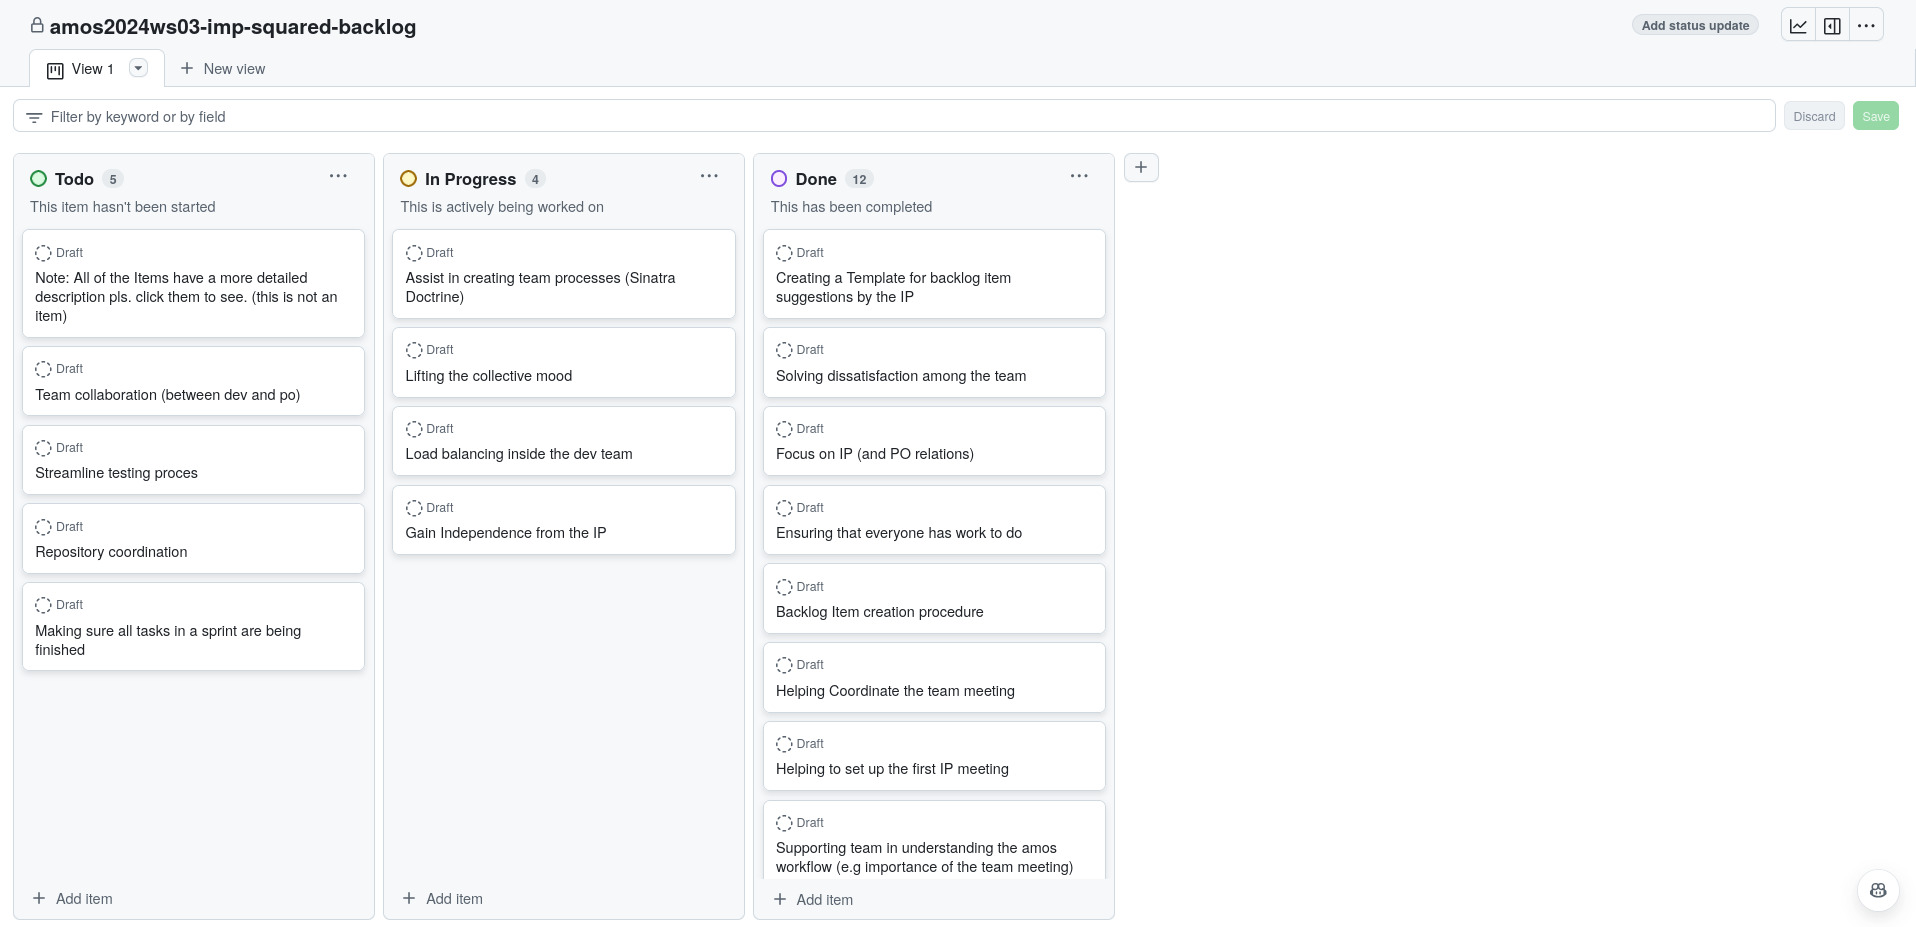 amos2024ws03-imp-squared-backlog
Add status update
View 1
New view
Filter by keyword or by field
Discard
Save
Todo 5
This item hasn't been started
Draft
Note: All of the Items have a more detailed
description pls. click them to see. (this is not an
item)
Draft
Team collaboration (between dev and po)
Draft
Streamline testing proces
Draft
Repository coordination
Draft
Making sure all tasks in a sprint are being
finished
Add item
In Progress 4
This is actively being worked on
Draft
Assist in creating team processes (Sinatra
Doctrine)
Draft
Lifting the collective mood
Draft
Load balancing inside the dev team
Draft
Gain Independence from the IP
Add item
Done 12
This has been completed
Draft
Creating a Template for backlog item
suggestions by the IP
Draft
Solving dissatisfaction among the team
Draft
Focus on IP (and PO relations)
Draft
Ensuring that everyone has work to do
Draft
Backlog Item creation procedure
Draft
Helping Coordinate the team meeting
Draft
Helping to set up the first IP meeting
Draft
Supporting team in understanding the amos
workflow (e.g importance of the team meeting)
Add item